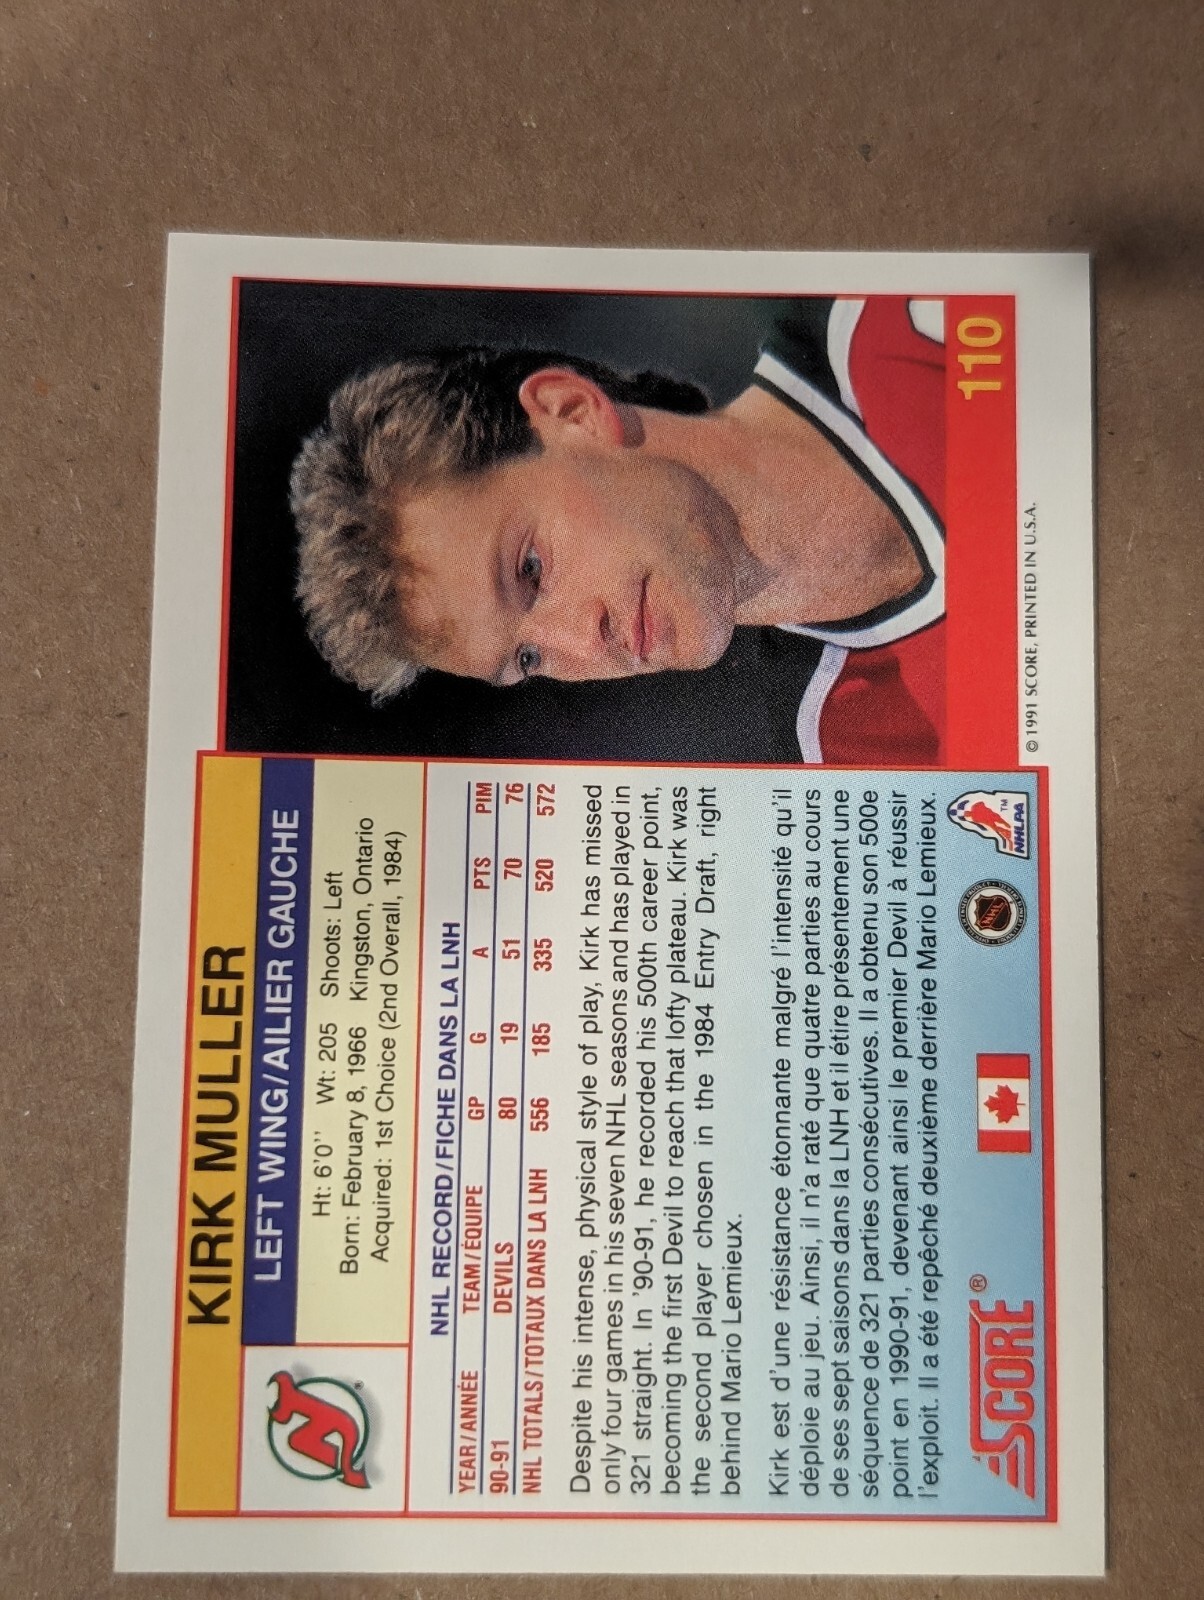 KIRK MULLER
LEFT WING/AILIER GAUCHE
Ht: 6'0" Wt: 205 Shoots: Left
Born: February 8, 1966 Kingston, Ontario
Acquired: 1st Choice (2nd Overall, 1984)
NHL RECORD/FICHE DANS LA LNH
YEAR/ANNÉE TEAM/ÉQUIPE GP G A PTS PIM
90-91 DEVILS 80 19 51 70 76
NHL TOTALS/TOTAUX DANS LA LNH 556 185 335 520 572
Despite his intense, physical style of play, Kirk has missed
only four games in his seven NHL seasons and has played in
321 straight. In '90-91, he recorded his 500th career point,
becoming the first Devil to reach that lofty plateau. Kirk was
the second player chosen in the 1984 Entry Draft, right
behind Mario Lemieux.
Kirk est d'une résistance étonnante malgré l'intensité qu'il
déploie au jeu. Ainsi, il n'a raté que quatre parties au cours
de ses sept saisons dans la LNH et il étire présentement une
séquence de 321 parties consécutives. Il a obtenu son 500e
point en 1990-91, devenant ainsi le premier Devil à réussir
l'exploit. Il a été repêché deuxième derrière Mario Lemieux.
SCORE®
NHL
NHLPA™
110
© 1991 SCORE, PRINTED IN U.S.A.